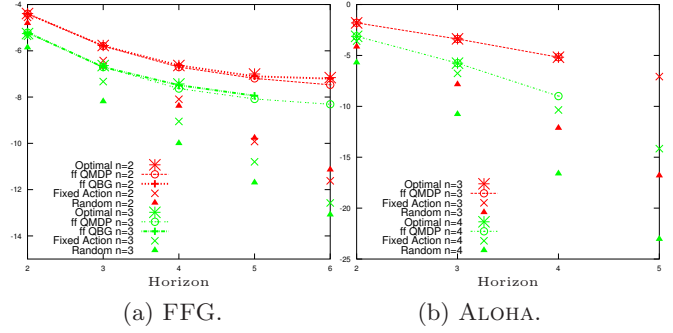 -4
-6
-8
-10
-12
-14
2
3
4
5
6
Horizon
Optimal n=2
ff QMDP n=2
ff QBG n=2
Fixed Action n=2
Random n=2
Optimal n=3
ff QMDP n=3
ff QBG n=3
Fixed Action n=3
Random n=3
(a) FFG.
0
-5
-10
-15
-20
-25
2
3
4
5
Horizon
Optimal n=3
ff QMDP n=3
Fixed Action n=3
Random n=3
Optimal n=4
ff QMDP n=4
Fixed Action n=4
Random n=4
(b) ALOHA.